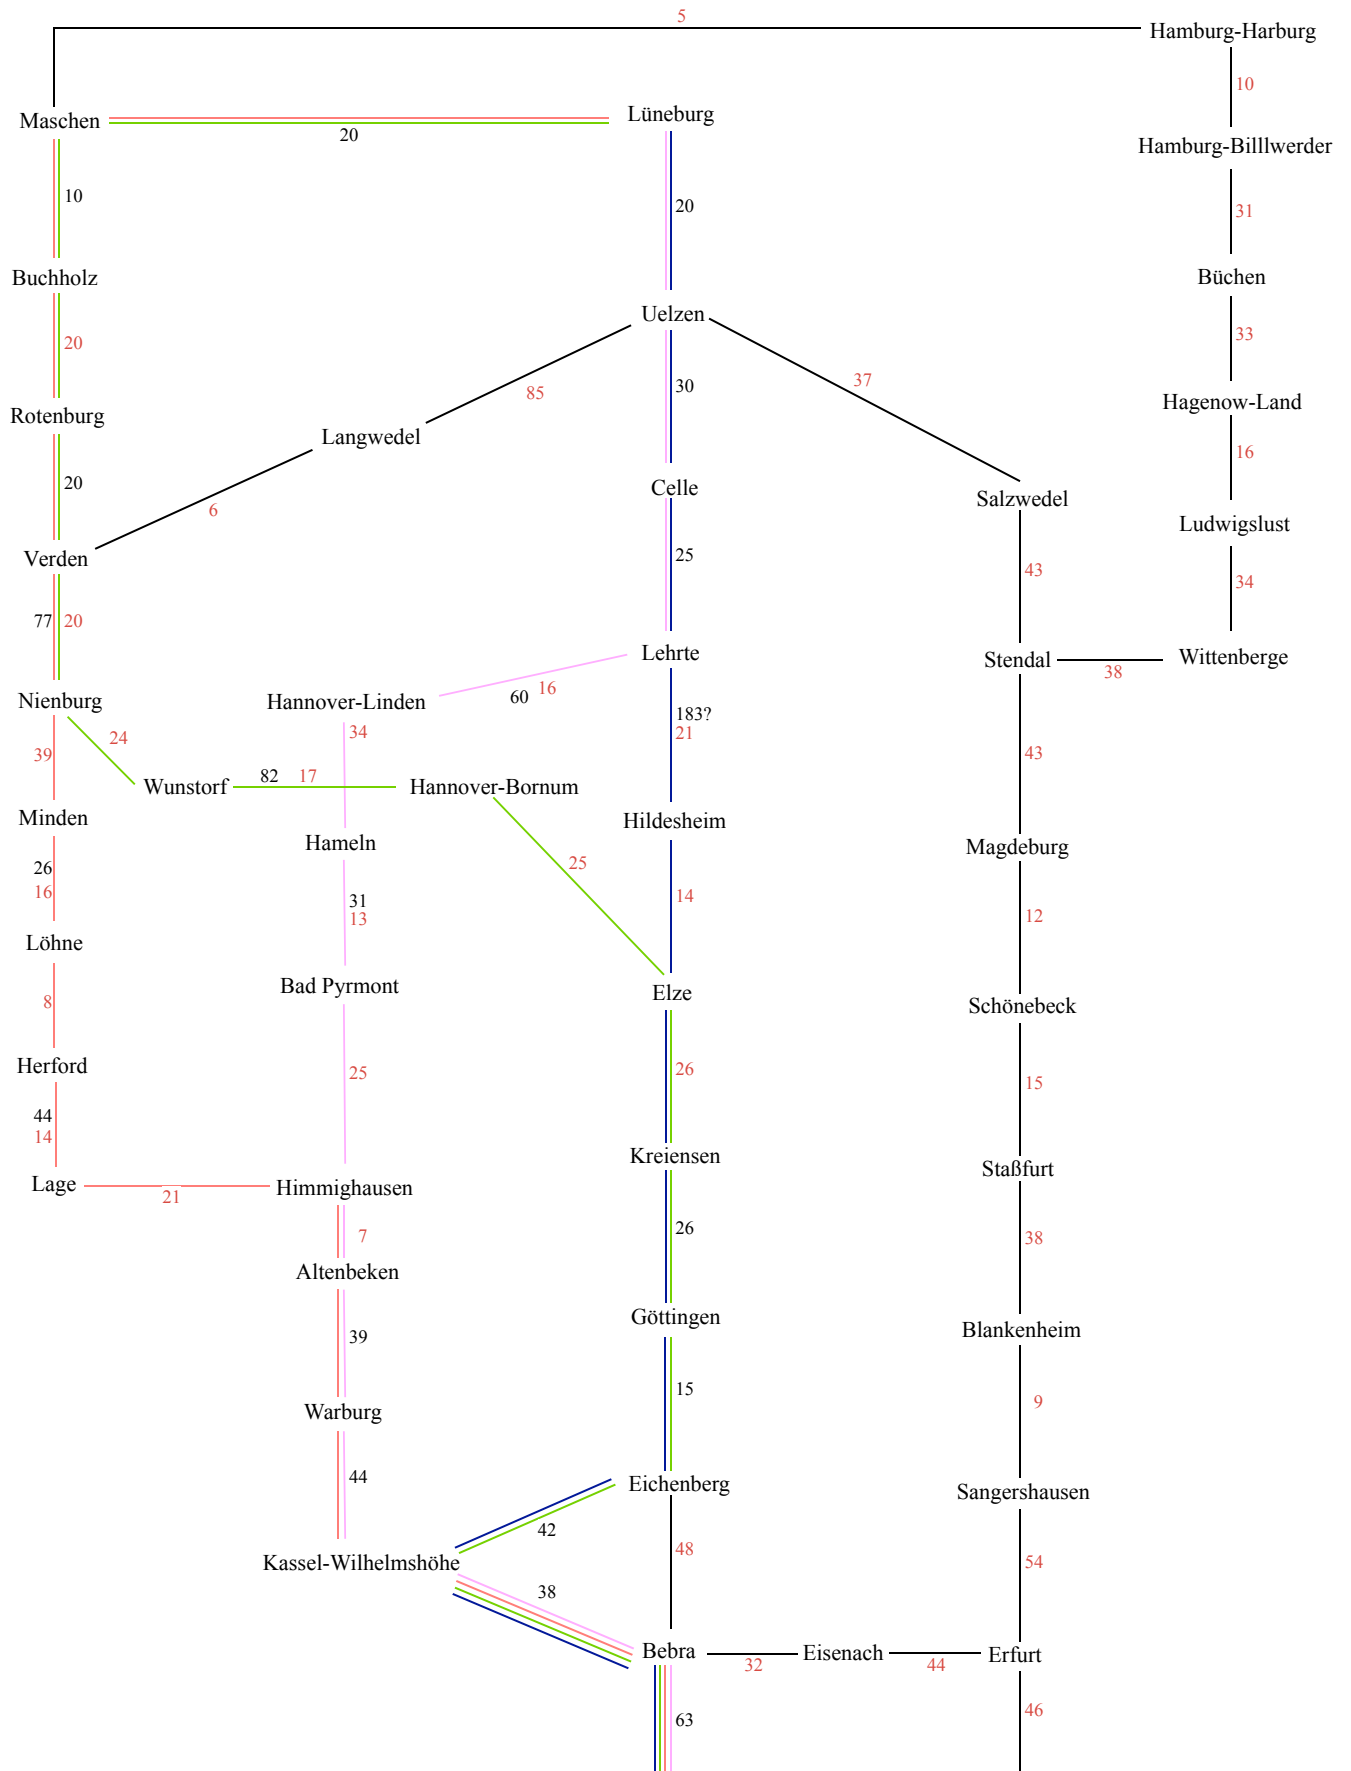 5
Hamburg-Harburg
10
Maschen
Lüneburg
20
Hamburg-Billlwerder
10
20
31
Buchholz
Büchen
Uelzen
20
33
37
30
85
Rotenburg
Hagenow-Land
Langwedel
16
20
Celle
Salzwedel
6
Ludwigslust
Verden
25
43
34
77 20
Lehrte
Stendal
Wittenberge
38
Nienburg
Hannover-Linden
60 16
183?
21
34
24
39
43
82 17
Wunstorf
Hannover-Bornum
Minden
Hildesheim
Hameln
Magdeburg
26
16
25
31
13
14
12
Löhne
Bad Pyrmont
Elze
Schönebeck
8
Herford
25
26
15
44
14
Kreiensen
Staßfurt
Lage
21
Himmighausen
7
26
38
Altenbeken
Göttingen
Blankenheim
39
15
9
Warburg
44
Eichenberg
Sangershausen
42
48
54
Kassel-Wilhelmshöhe
38
Bebra
32
Eisenach
44
Erfurt
63
46